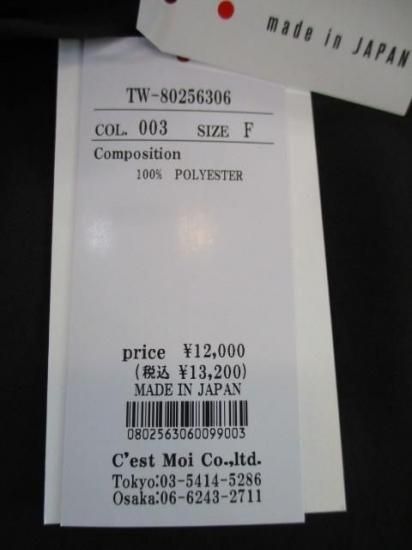 made in JAPAN
TW-80256306
COL. 003 SIZE F
Composition
100% POLYESTER
price ¥12,000
(税込 ¥13,200)
MADE IN JAPAN
0802563060099003
C'est Moi Co.,ltd.
Tokyo:03-5414-5286
Osaka:06-6243-2711